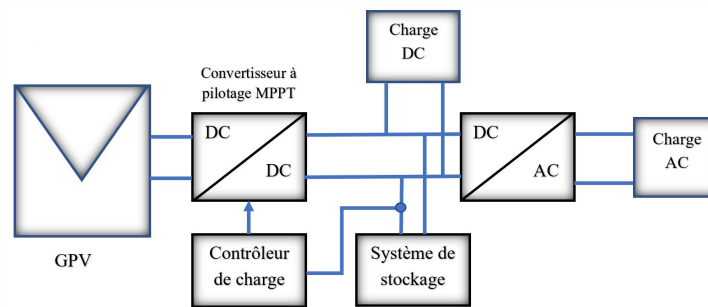 Charge
DC
Convertisseur à
pilotage MPPT
DC
DC
DC
AC
Charge
AC
GPV
Contrôleur
de charge
Système de
stockage